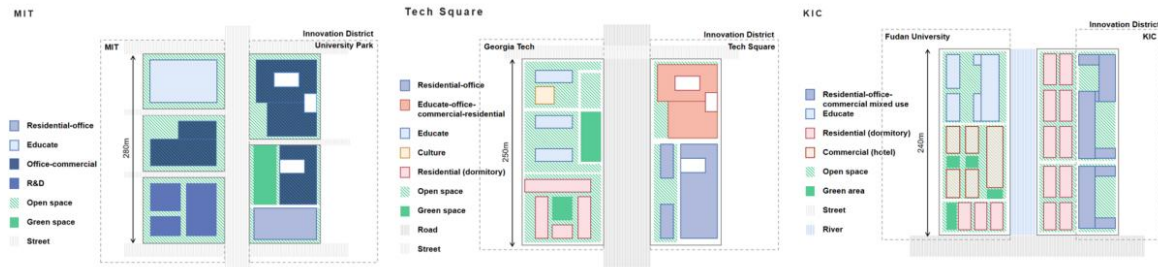 MIT
Innovation District
MIT
University Park
280m
Residential-office
Educate
Office-commercial
R&D
Open space
Green space
Street
Tech Square
Innovation District
Georgia Tech
Tech Square
250m
Residential-office
Educate-office-
commercial-residential
Educate
Culture
Residential (dormitory)
Open space
Green space
Road
Street
KIC
Innovation District
Fudan University
KIC
240m
Residential-office-
commercial mixed use
Educate
Residential (dormitory)
Commercial (hotel)
Open space
Green area
Street
River